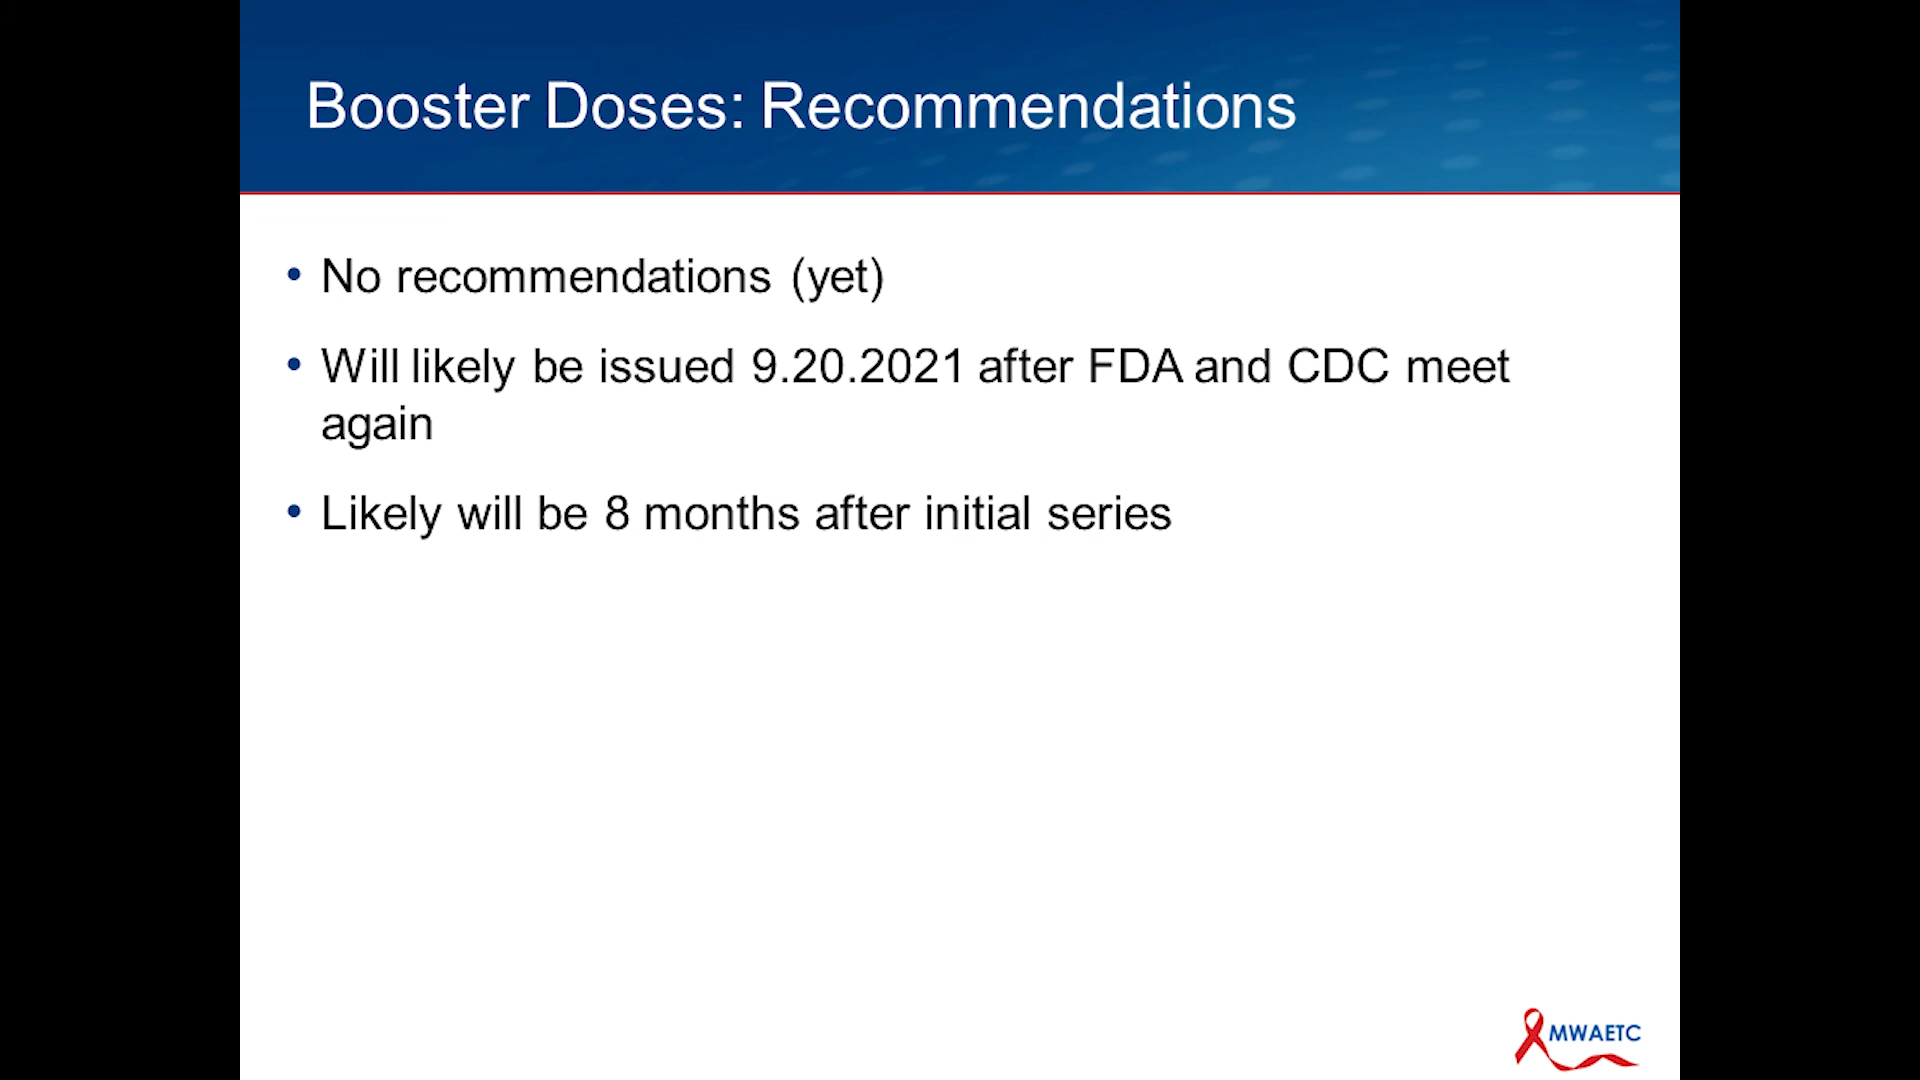 Booster Doses: Recommendations
• No recommendations (yet)
• Will likely be issued 9.20.2021 after FDA and CDC meet
again
• Likely will be 8 months after initial series
MWAETC